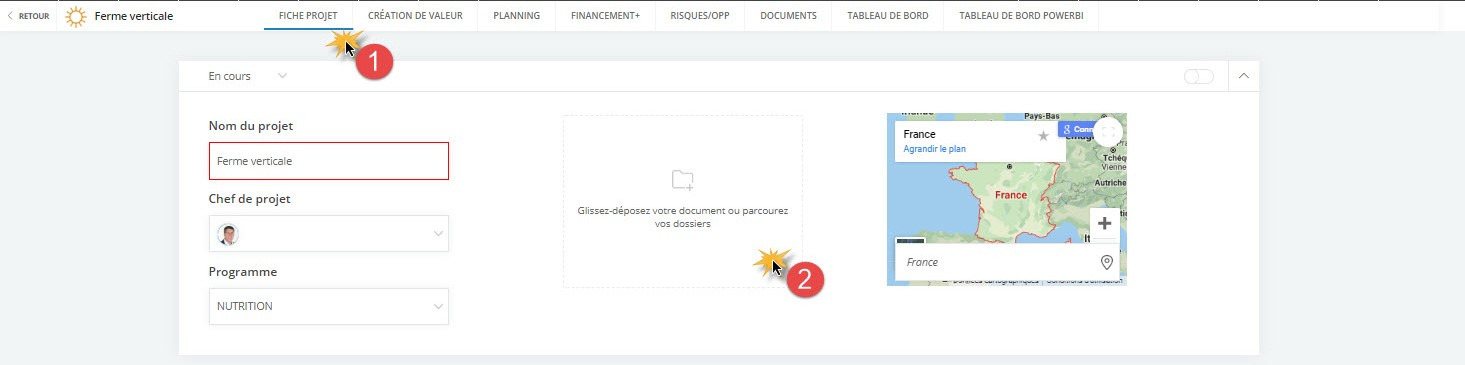 RETOUR
Ferme verticale
FICHE PROJET
CRÉATION DE VALEUR
PLANNING
FINANCEMENT+
RISQUES/OPP
DOCUMENTS
TABLEAU DE BORD
TABLEAU DE BORD POWERBI
1
En cours
Nom du projet
Ferme verticale
Chef de projet
Programme
NUTRITION
Glissez-déposez votre document ou parcourez
vos dossiers
2
Pays-Bas
France
Agrandir le plan
Vienne
Autriche
France
France